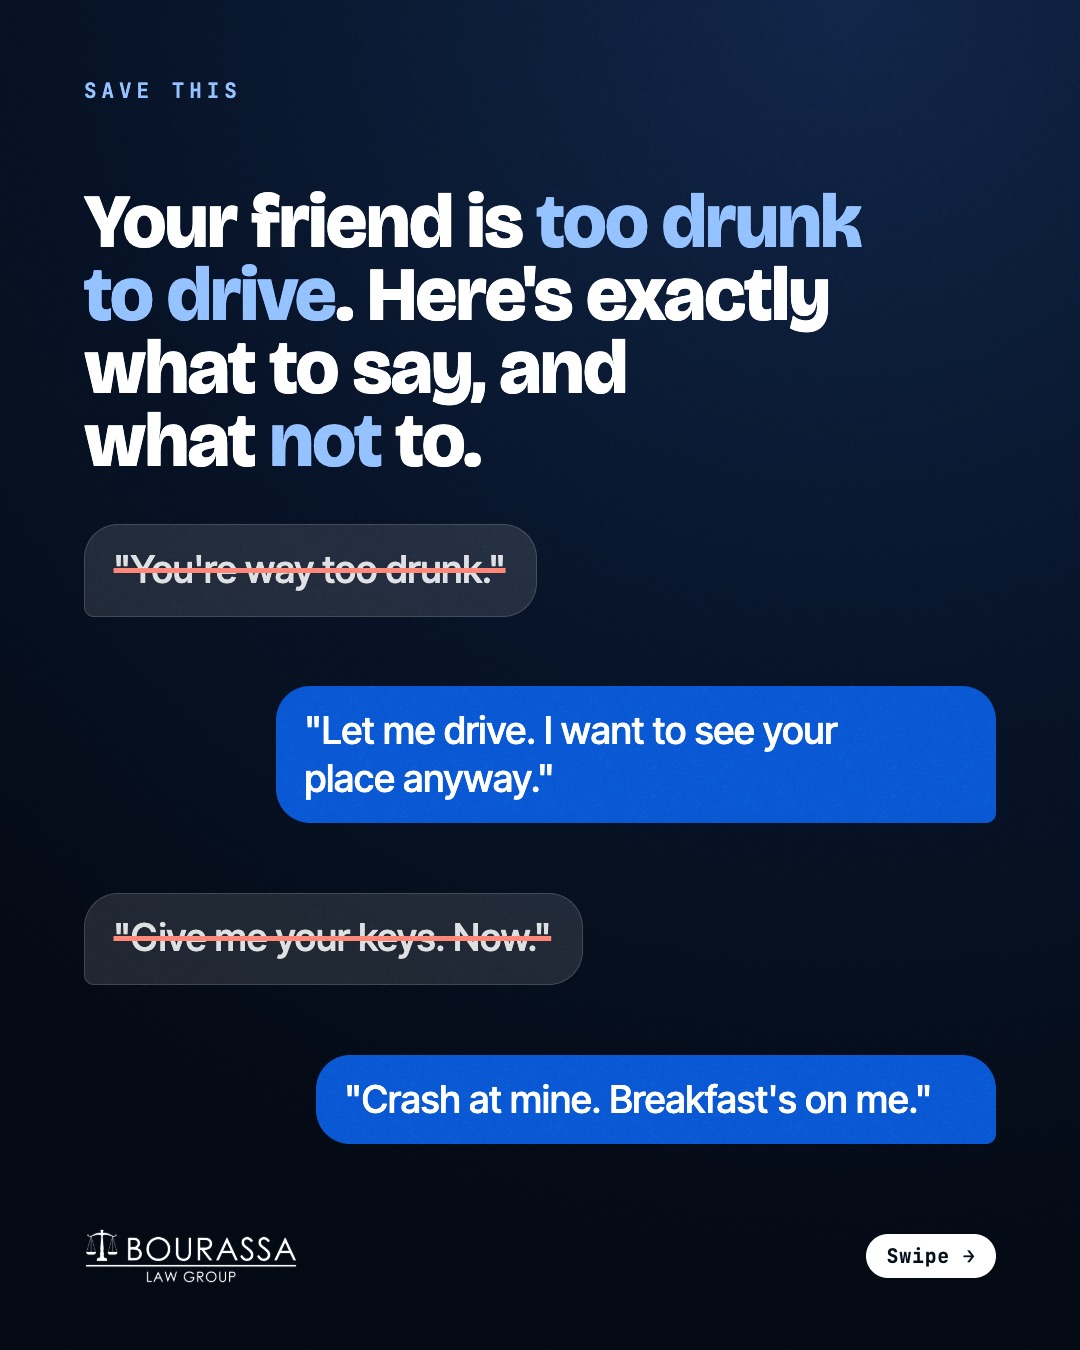 SAVE THIS
Your friend is too drunk
to drive. Here's exactly
what to say, and
what not to.
"You're way too drunk."
"Let me drive. I want to see your
place anyway."
"Give me your keys. Now."
"Crash at mine. Breakfast's on me."
BOURASSA
LAW GROUP
Swipe →